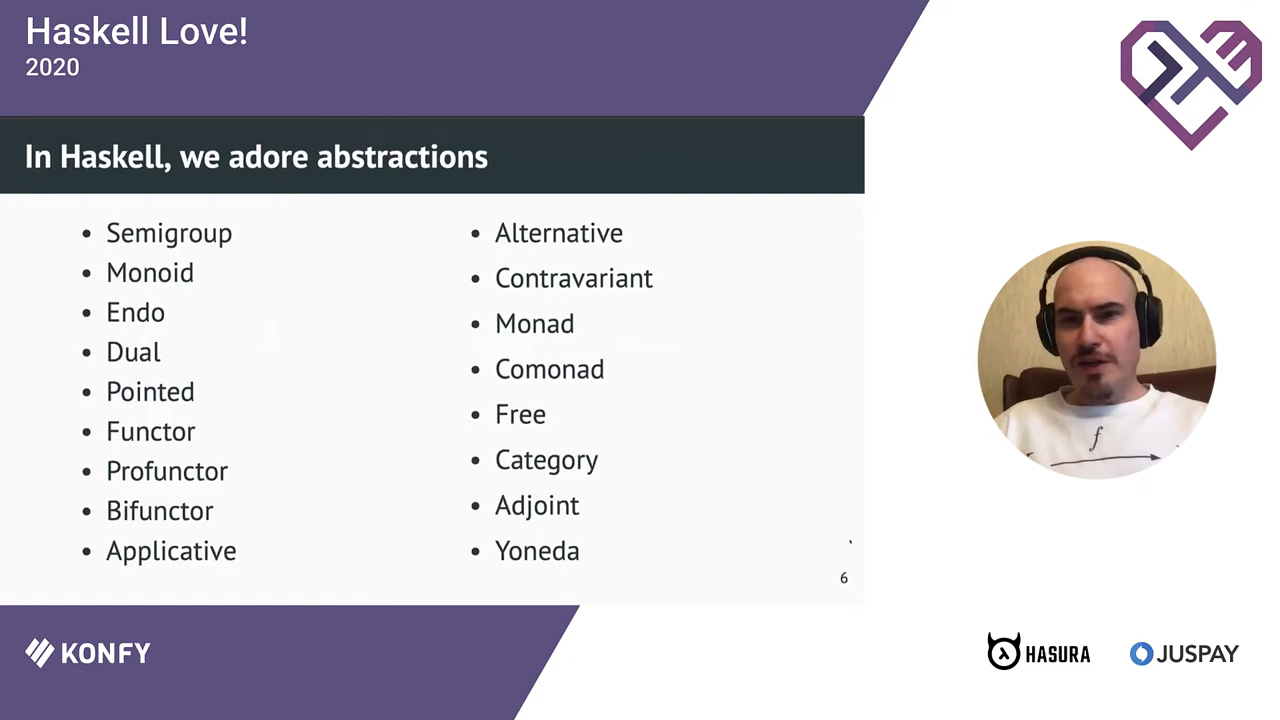 Haskell Love!
2020
In Haskell, we adore abstractions
• Semigroup
• Monoid
• Endo
• Dual
• Pointed
• Functor
• Profunctor
• Bifunctor
• Applicative
• Alternative
• Contravariant
• Monad
• Comonad
• Free
• Category
• Adjoint
• Yoneda
6
f
KONFY
HASURA
JUSPAY